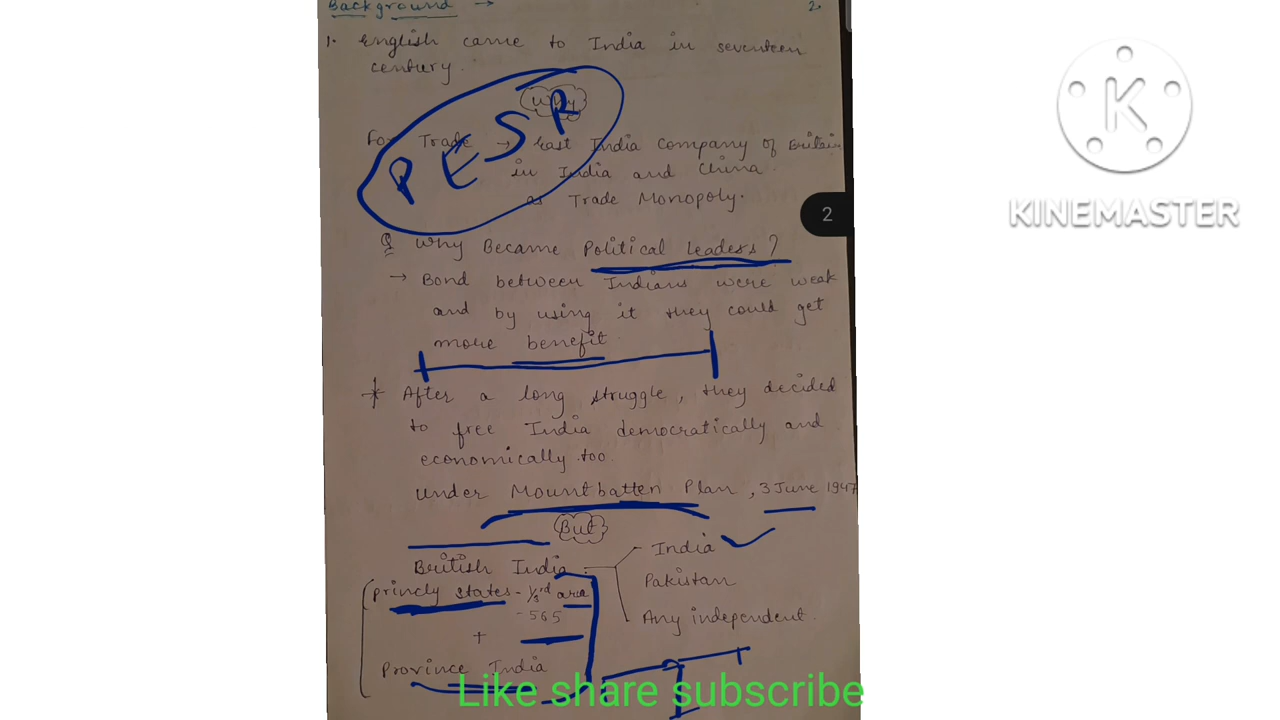 Background → 2.
1. English came to India in seventeen
century.
Why
For Trade → East India Company of Britain
in India and China
as Trade Monopoly.
PESR
2
KINEMASTER
Q Why Became Political Leaders?
→ Bond between Indians were weak
and by using it they could get
more benefit.
* After a long struggle, they decided
to free India democratically and
economically too.
under Mountbatten Plan, 3 June 1947
But
British India
India
Pakistan
Any independent.
princly states - 1/3rd area
- 565
+
Province India
Like share subscribe